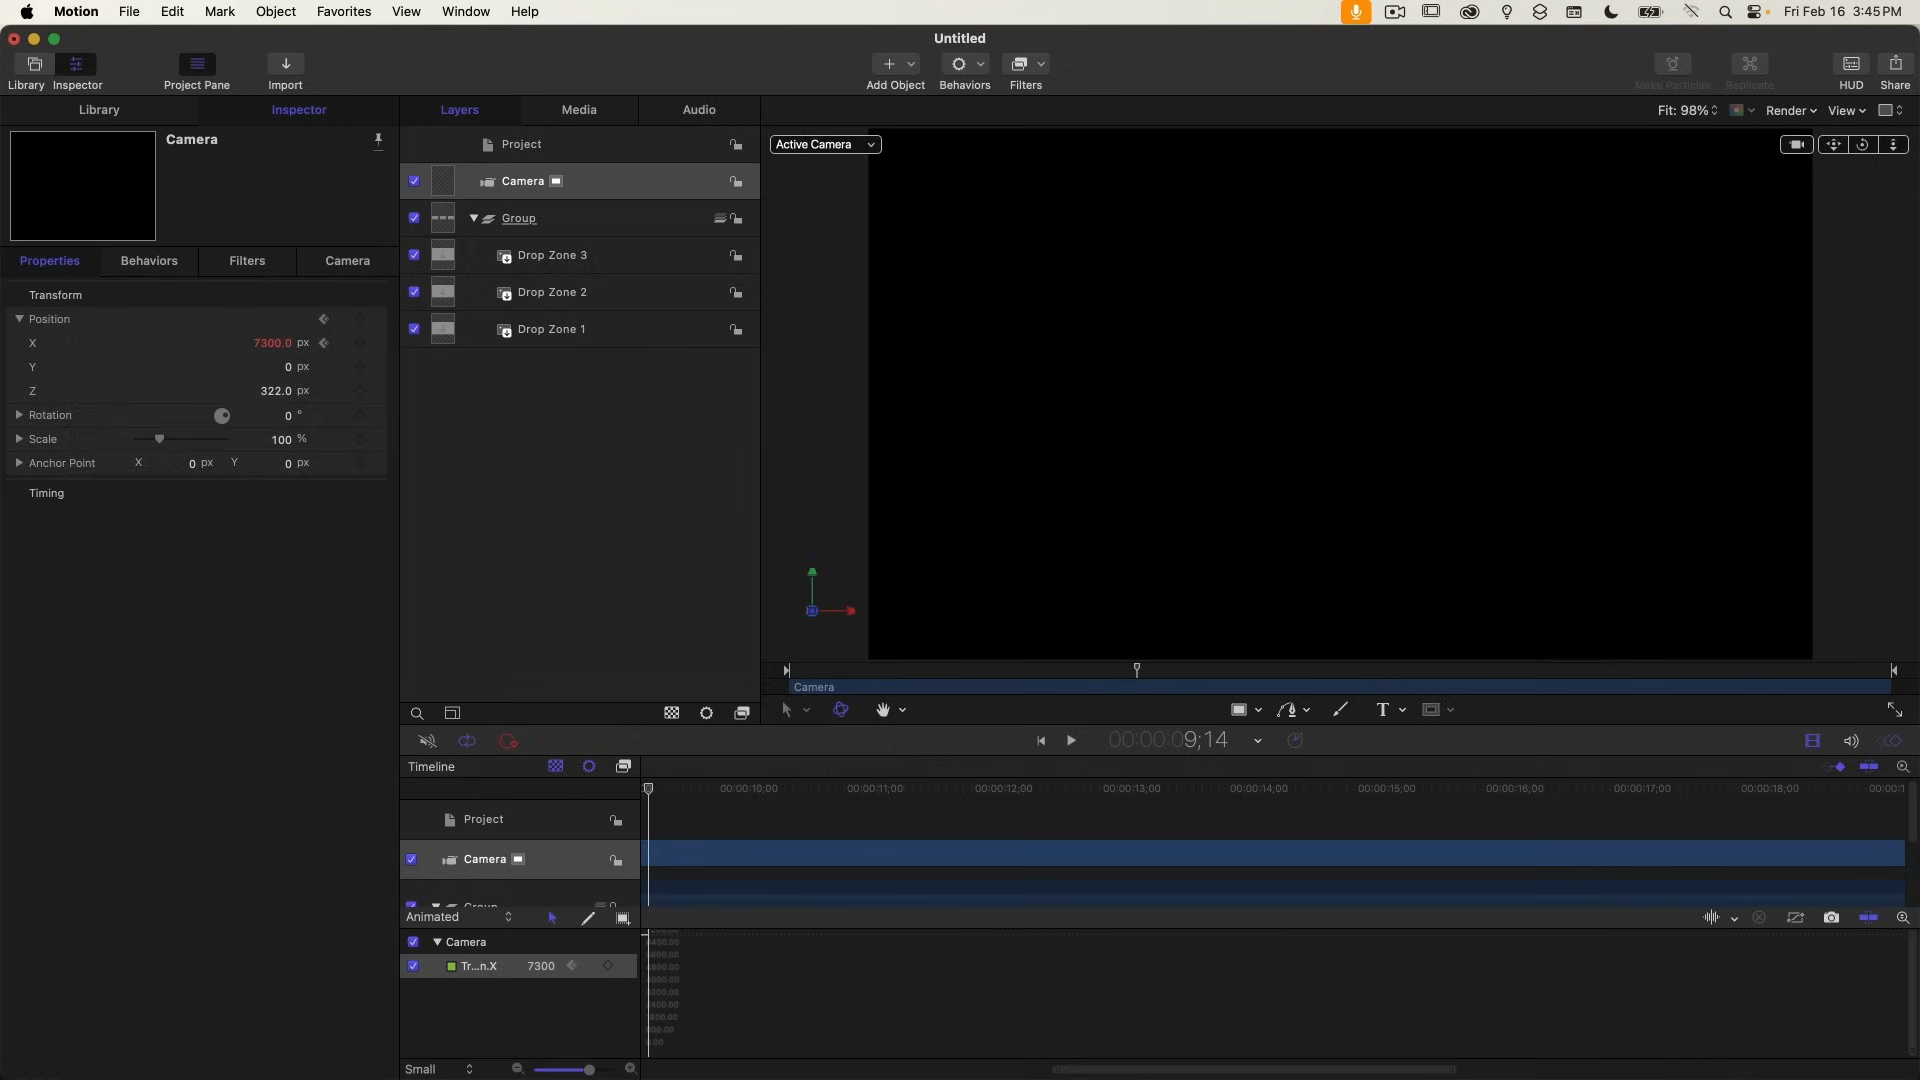 Motion File Edit Mark Object Favorites View Window Help Fri Feb 16 3:45 PM
Untitled
Library Inspector Project Pane Import Add Object Behaviors Filters Make Particles Replicate HUD Share
Library Inspector Layers Media Audio Fit: 98% Render View
Camera
Active Camera
Project
Camera
Group
Drop Zone 3
Drop Zone 2
Drop Zone 1
Properties Behaviors Filters Camera
Transform
Position
X 7300.0 px
Y 0 px
Z 322.0 px
Rotation 0 °
Scale 100 %
Anchor Point X 0 px Y 0 px
Timing
Camera
T
00:00:09;14
Timeline
00:00:10;00 00:00:11;00 00:00:12;00 00:00:13;00 00:00:14;00 00:00:15;00 00:00:16;00 00:00:17;00 00:00:18;00 00:00:1
Project
Camera
Group
Animated
Camera
Tr...n.X 7300
Small